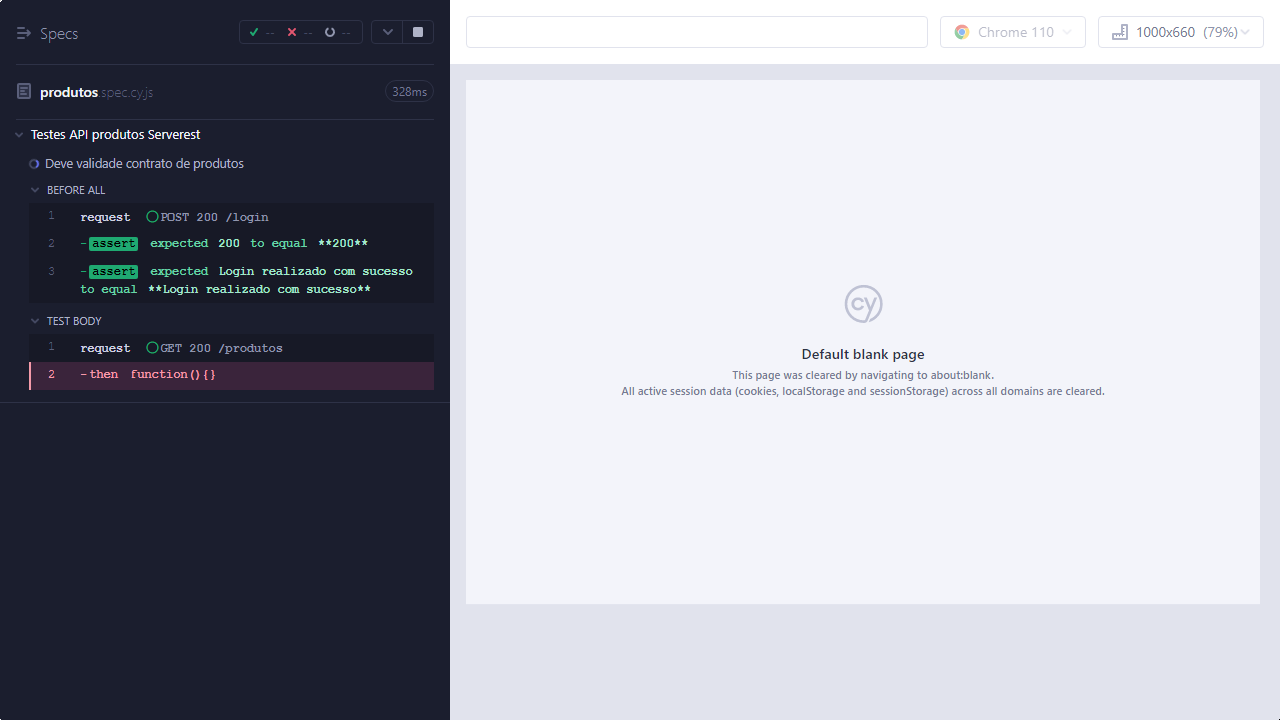 Specs
--
--
--
Chrome 110
1000x660 (79%)
produtos.spec.cy.js
328ms
Testes API produtos Serverest
Deve validade contrato de produtos
BEFORE ALL
1 request POST 200 /login
2 -assert expected 200 to equal **200**
3 -assert expected Login realizado com sucesso
to equal **Login realizado com sucesso**
TEST BODY
1 request GET 200 /produtos
2 -then function(){}
cy
Default blank page
This page was cleared by navigating to about:blank.
All active session data (cookies, localStorage and sessionStorage) across all domains are cleared.